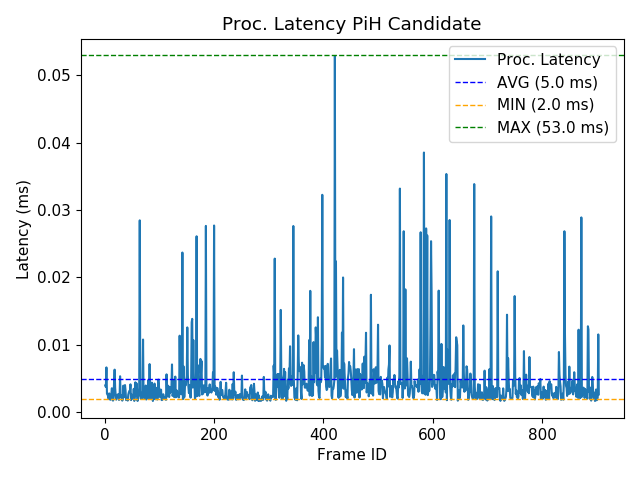 Proc. Latency PiH Candidate
Proc. Latency
AVG (5.0 ms)
MIN (2.0 ms)
MAX (53.0 ms)
Latency (ms)
0.05
0.04
0.03
0.02
0.01
0.00
0 200 400 600 800
Frame ID